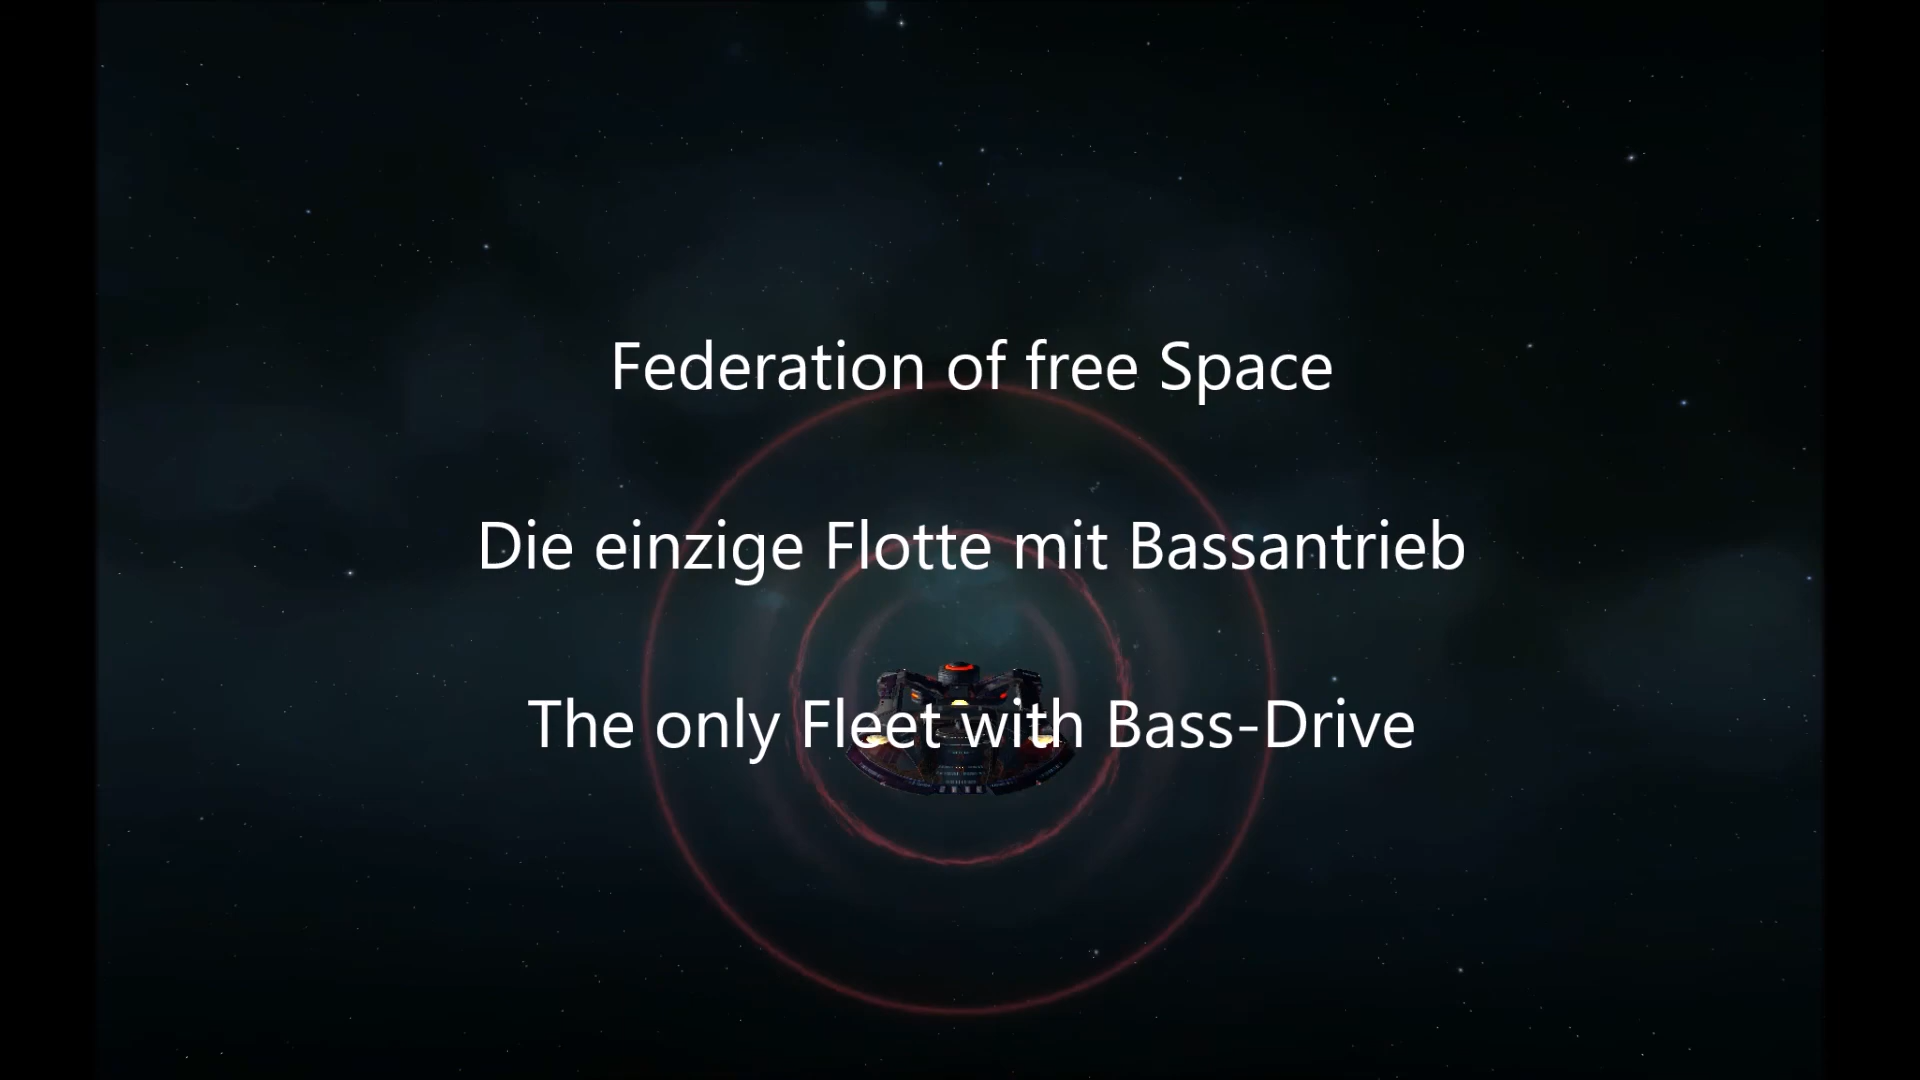 Federation of free Space
Die einzige Flotte mit Bassantrieb
The only Fleet with Bass-Drive